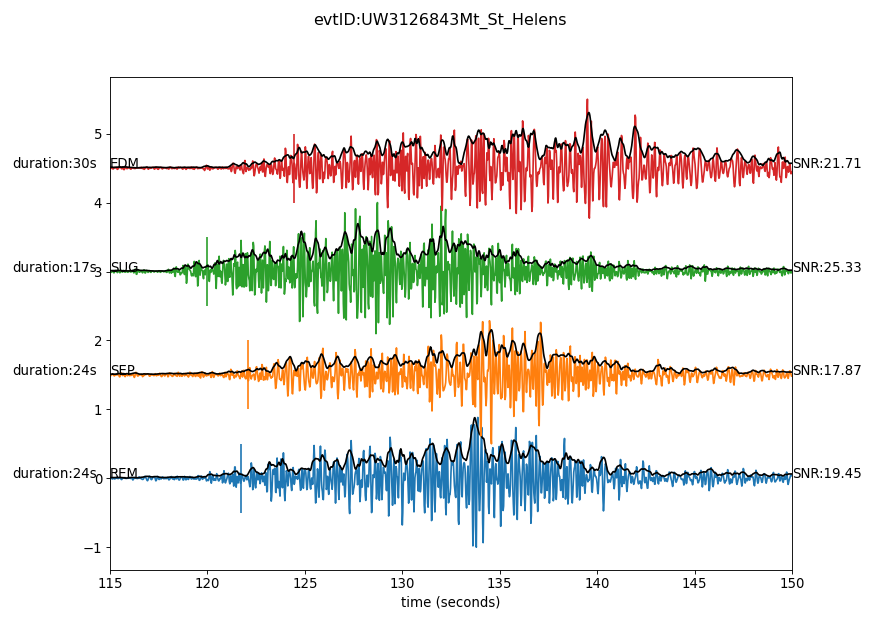 evtID:UW3126843Mt_St_Helens
5
duration:30s EDM SNR:21.71
4
duration:17s 3 SUG SNR:25.33
2
duration:24s SEP SNR:17.87
1
duration:24s 0 REM SNR:19.45
−1
115 120 125 130 135 140 145 150
time (seconds)